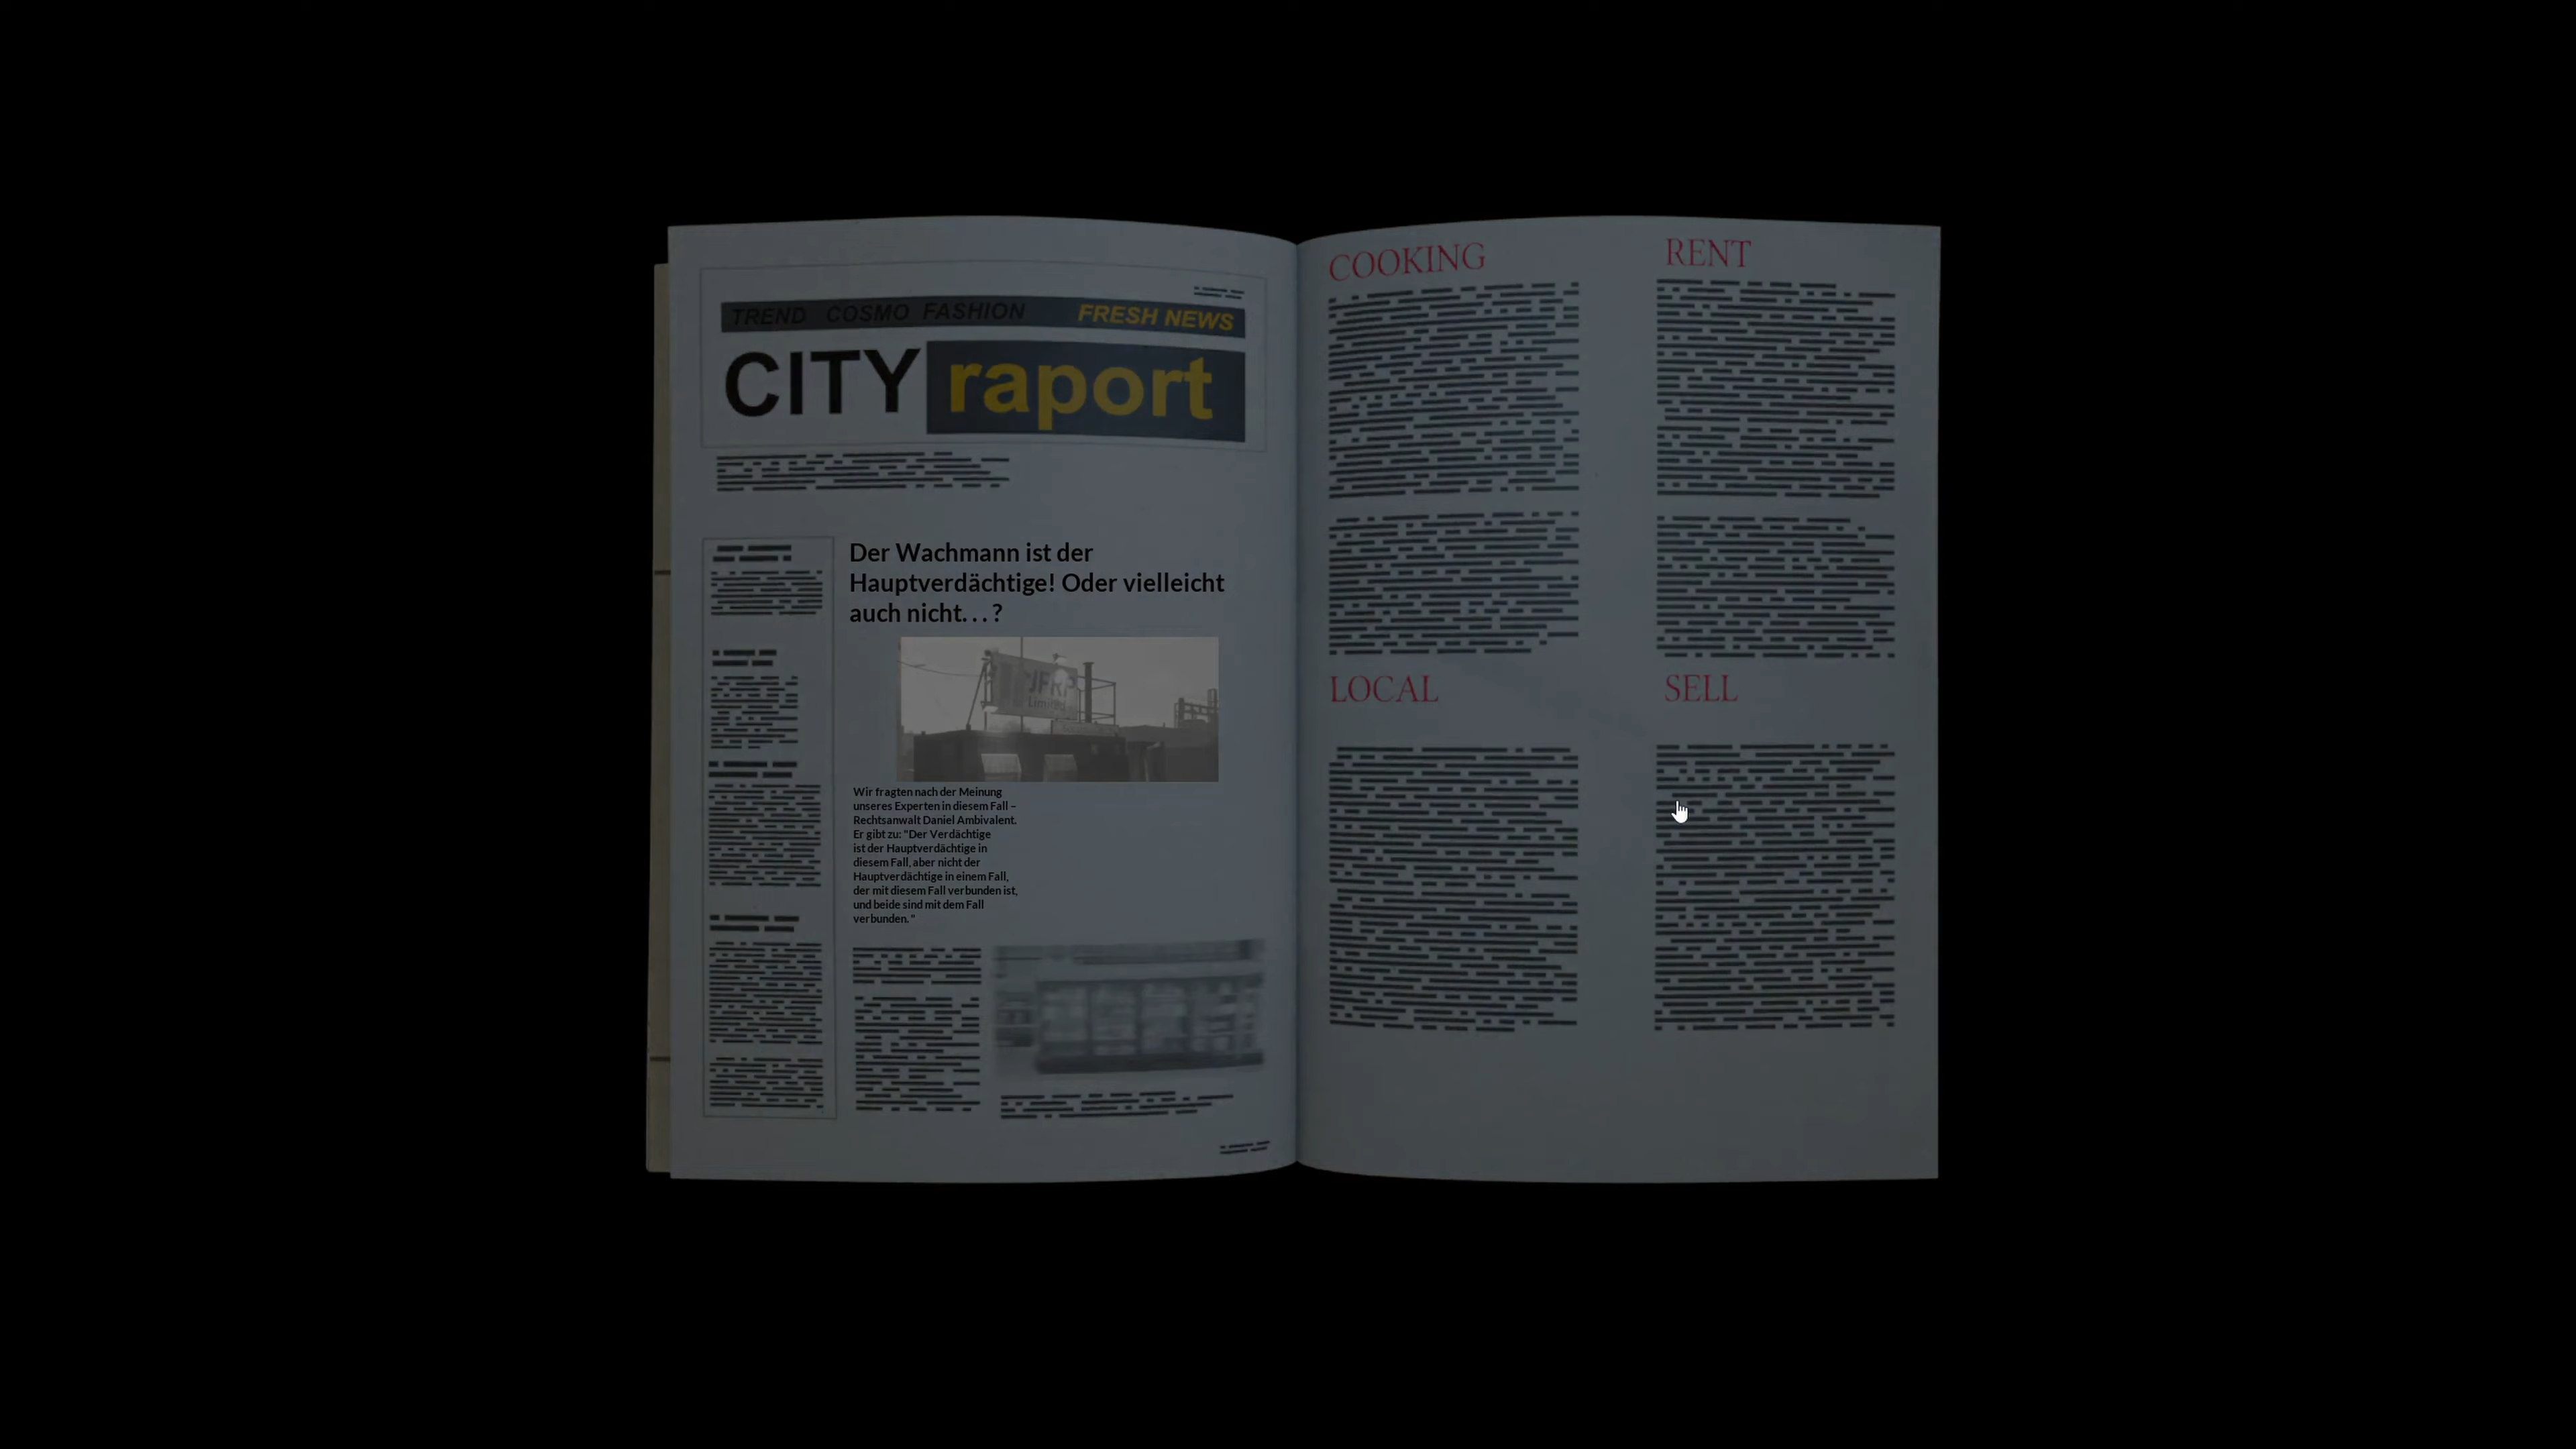 TREND COSMO FASHION FRESH NEWS
CITY raport
Der Wachmann ist der
Hauptverdächtige! Oder vielleicht
auch nicht. . . ?
JFRP
Limited
Wir fragten nach der Meinung
unseres Experten in diesem Fall –
Rechtsanwalt Daniel Ambivalent.
Er gibt zu: "Der Verdächtige
ist der Hauptverdächtige in
diesem Fall, aber nicht der
Hauptverdächtige in einem Fall,
der mit diesem Fall verbunden ist,
und beide sind mit dem Fall
verbunden. "
COOKING
RENT
LOCAL
SELL